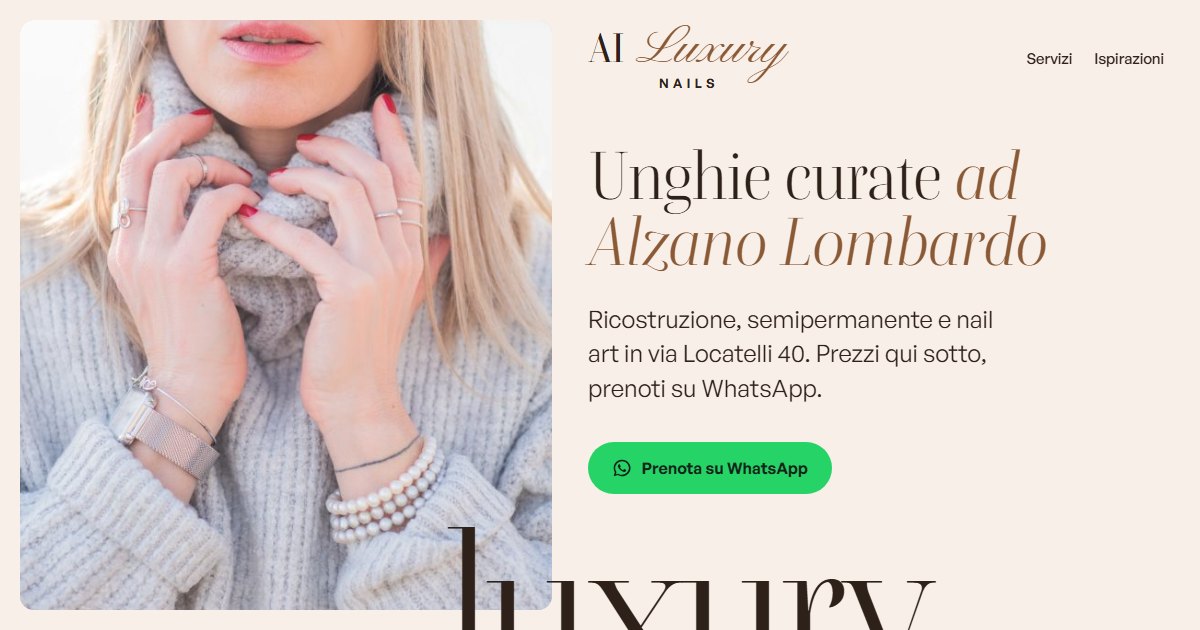 AI Luxury
NAILS
Servizi Ispirazioni
Unghie curate ad
Alzano Lombardo
Ricostruzione, semipermanente e nail
art in via Locatelli 40. Prezzi qui sotto,
prenoti su WhatsApp.
Prenota su WhatsApp
luxury